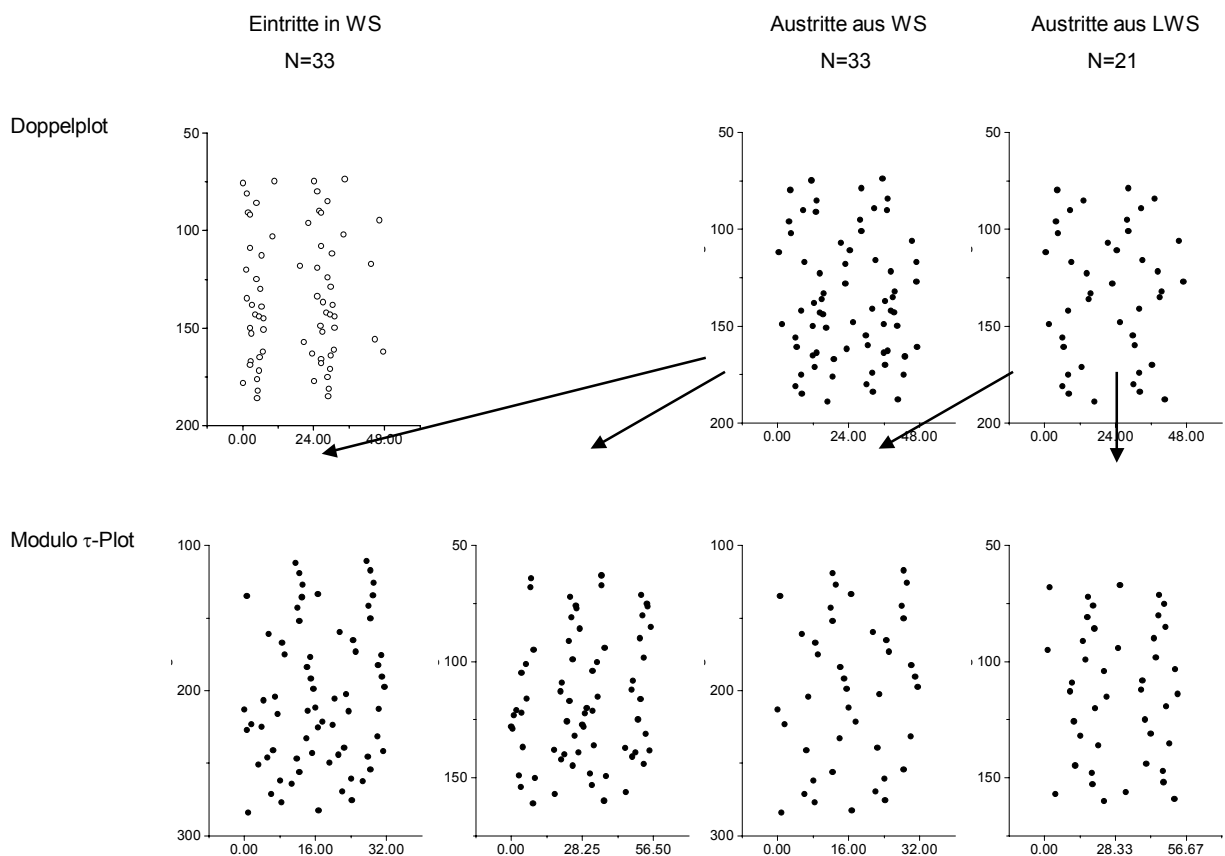 Eintritte in WS Austritte aus WS Austritte aus LWS
N=33 N=33 N=21
Doppelplot
50 50 50
100 100 100
150 150 150
200 200 200
0.00 24.00 48.00 0.00 24.00 48.00 0.00 24.00 48.00
Modulo τ-Plot
100 50 100 50
200 100 200 100
300 150 300 150
0.00 16.00 32.00 0.00 28.25 56.50 0.00 16.00 32.00 0.00 28.33 56.67